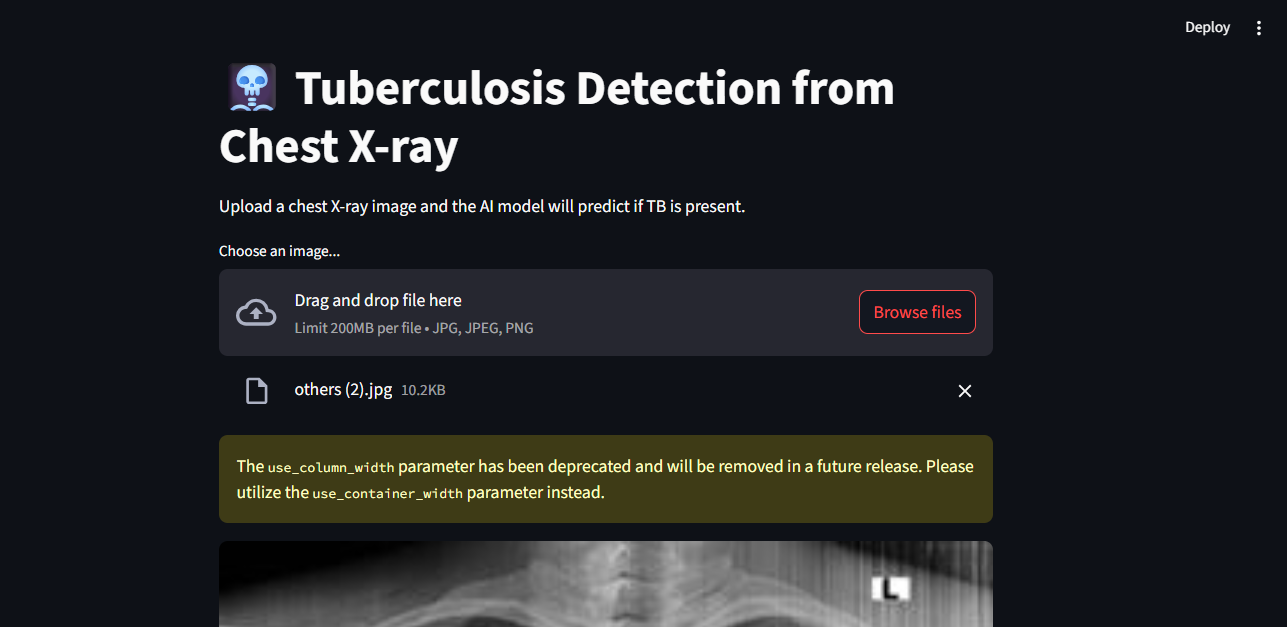 Deploy
Tuberculosis Detection from
Chest X-ray
Upload a chest X-ray image and the AI model will predict if TB is present.
Choose an image...
Drag and drop file here
Limit 200MB per file • JPG, JPEG, PNG
Browse files
others (2).jpg 10.2KB
The use_column_width parameter has been deprecated and will be removed in a future release. Please
utilize the use_container_width parameter instead.
L